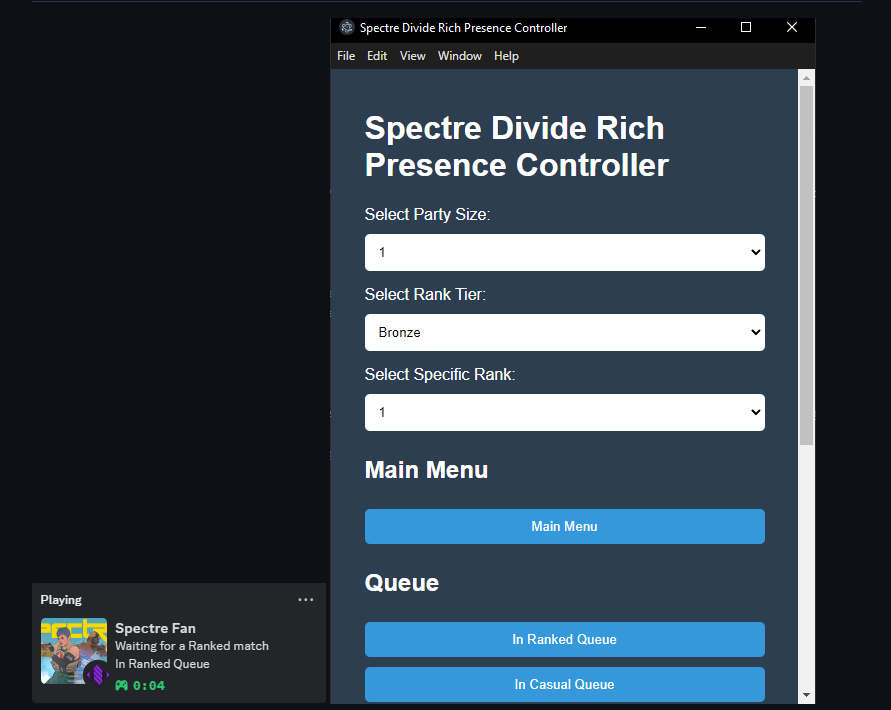 Spectre Divide Rich Presence Controller
File Edit View Window Help
Spectre Divide Rich
Presence Controller
Select Party Size:
1
Select Rank Tier:
Bronze
Select Specific Rank:
1
Main Menu
Main Menu
Queue
In Ranked Queue
In Casual Queue
Playing
Spectre Fan
Waiting for a Ranked match
In Ranked Queue
0:04